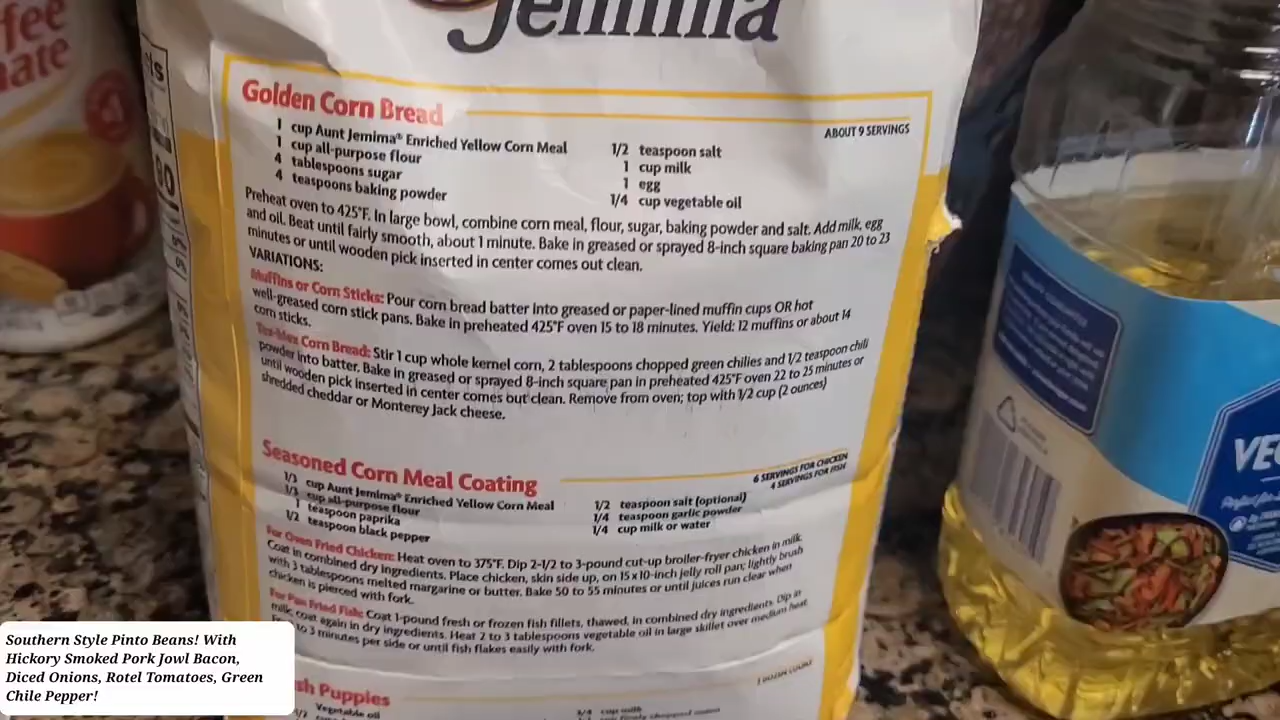 Jemima
Golden Corn Bread
ABOUT 9 SERVINGS
1 cup Aunt Jemima® Enriched Yellow Corn Meal
1 cup all-purpose flour
4 tablespoons sugar
4 teaspoons baking powder
1/2 teaspoon salt
1 cup milk
1 egg
1/4 cup vegetable oil
Preheat oven to 425°F. In large bowl, combine corn meal, flour, sugar, baking powder and salt. Add milk, egg
and oil. Beat until fairly smooth, about 1 minute. Bake in greased or sprayed 8-inch square baking pan 20 to 23
minutes or until wooden pick inserted in center comes out clean.
VARIATIONS:
Muffins or Corn Sticks: Pour corn bread batter into greased or paper-lined muffin cups OR hot
well-greased corn stick pans. Bake in preheated 425°F oven 15 to 18 minutes. Yield: 12 muffins or about 14
corn sticks.
Tex-Mex Corn Bread: Stir 1 cup whole kernel corn, 2 tablespoons chopped green chilies and 1/2 teaspoon chili
powder into batter. Bake in greased or sprayed 8-inch square pan in preheated 425°F oven 22 to 25 minutes or
until wooden pick inserted in center comes out clean. Remove from oven; top with 1/2 cup (2 ounces)
shredded cheddar or Monterey Jack cheese.
Seasoned Corn Meal Coating
6 SERVINGS FOR CHICKEN
4 SERVINGS FOR FISH
1/3 cup Aunt Jemima® Enriched Yellow Corn Meal
1/3 cup all-purpose flour
1 teaspoon paprika
1/2 teaspoon black pepper
1/2 teaspoon salt (optional)
1/4 teaspoon garlic powder
1/4 cup milk or water
For Oven Fried Chicken: Heat oven to 375°F. Dip 2-1/2 to 3-pound cut-up broiler-fryer chicken in milk.
Coat in combined dry ingredients. Place chicken, skin side up, on 15x10-inch jelly roll pan; lightly brush
with 3 tablespoons melted margarine or butter. Bake 50 to 55 minutes or until juices run clear when
chicken is pierced with fork.
For Pan Fried Fish: Coat 1-pound fresh or frozen fish fillets, thawed, in combined dry ingredients. Dip in
milk, coat again in dry ingredients. Heat 2 to 3 tablespoons vegetable oil in large skillet over medium heat.
to 3 minutes per side or until fish flakes easily with fork.
sh Puppies
Vegetable oil
3/4 cup milk
Southern Style Pinto Beans! With
Hickory Smoked Pork Jowl Bacon,
Diced Onions, Rotel Tomatoes, Green
Chile Pepper!
fee
ate
90
VEG